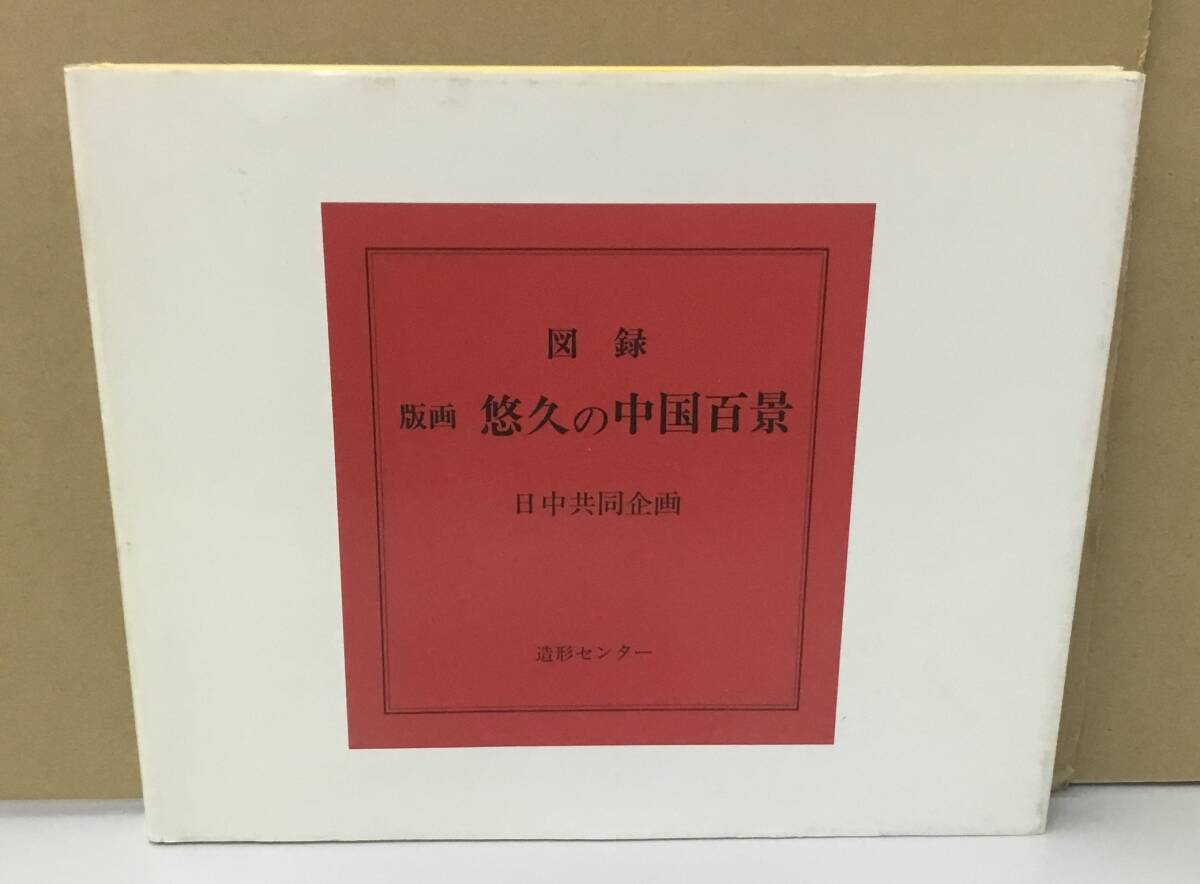 図録
版画 悠久の中国百景
日中共同企画
造形センター